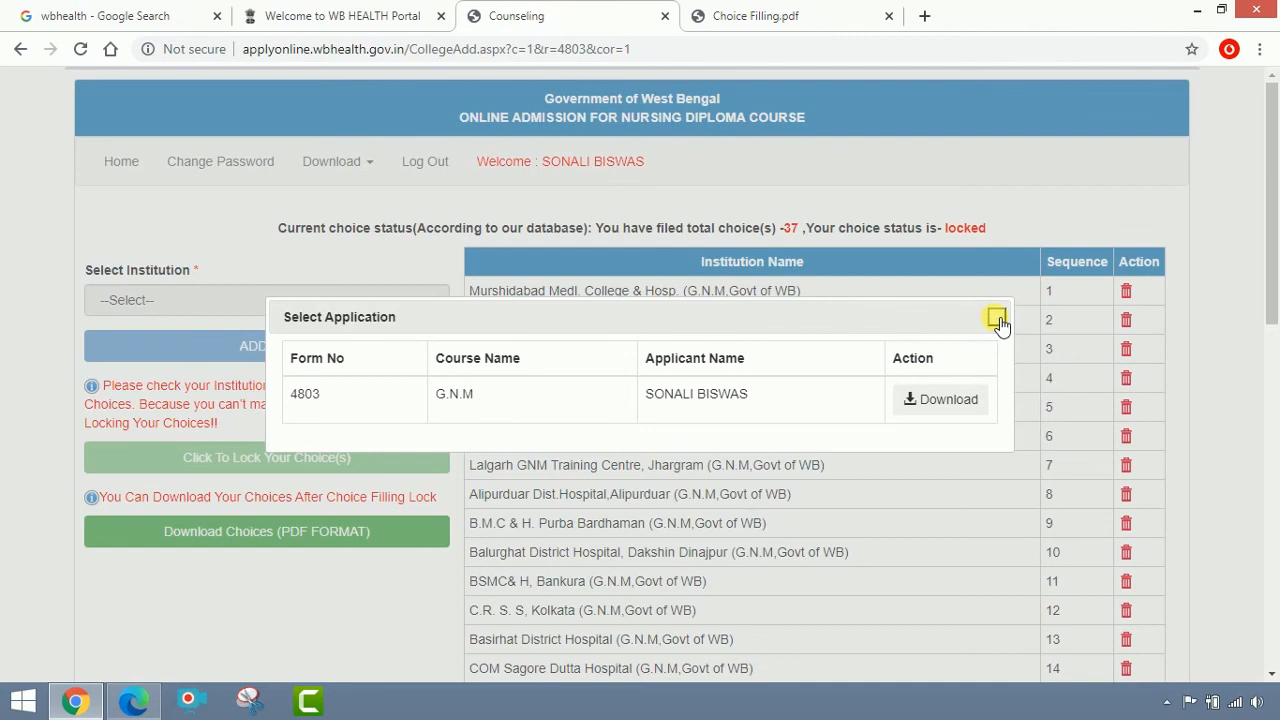 wbhealth - Google Search
Welcome to WB HEALTH Portal
Counseling
Choice Filling.pdf
Not secure
applyonline.wbhealth.gov.in/CollegeAdd.aspx?c=1&r=4803&cor=1
Government of West Bengal
ONLINE ADMISSION FOR NURSING DIPLOMA COURSE
Home Change Password Download Log Out Welcome : SONALI BISWAS
Current choice status(According to our database): You have filed total choice(s) -37 ,Your choice status is- locked
Select Institution *
--Select--
ADD
Please check your Institution
Choices. Because you can't ma
Locking Your Choices!!
Click To Lock Your Choice(s)
You Can Download Your Choices After Choice Filling Lock
Download Choices (PDF FORMAT)
Select Application
Form No Course Name Applicant Name Action
4803 G.N.M SONALI BISWAS Download
Institution Name Sequence Action
Murshidabad Medl. College & Hosp. (G.N.M,Govt of WB) 1
2
3
4
5
6
Lalgarh GNM Training Centre, Jhargram (G.N.M,Govt of WB) 7
Alipurduar Dist.Hospital,Alipurduar (G.N.M,Govt of WB) 8
B.M.C & H. Purba Bardhaman (G.N.M,Govt of WB) 9
Balurghat District Hospital, Dakshin Dinajpur (G.N.M,Govt of WB) 10
BSMC& H, Bankura (G.N.M,Govt of WB) 11
C.R. S. S, Kolkata (G.N.M,Govt of WB) 12
Basirhat District Hospital (G.N.M,Govt of WB) 13
COM Sagore Dutta Hospital (G.N.M,Govt of WB) 14